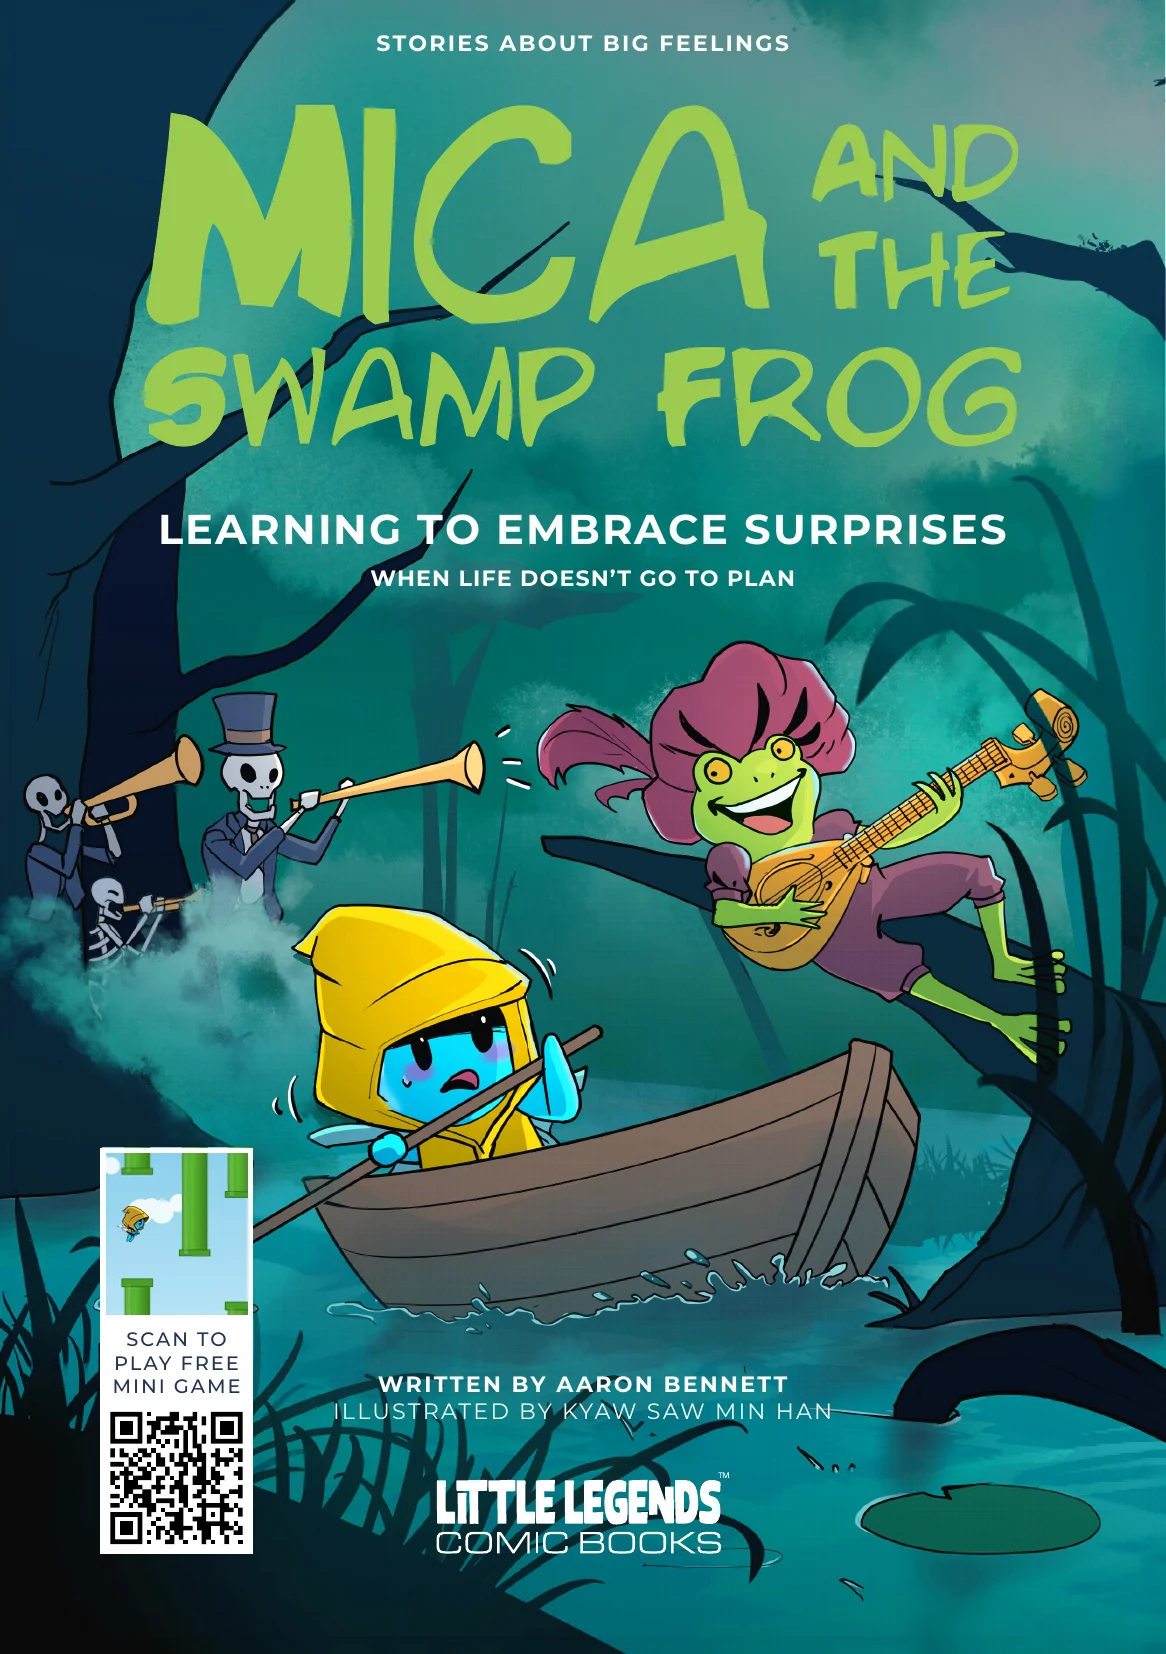 STORIES ABOUT BIG FEELINGS
MICA AND
THE
SWAMP FROG
LEARNING TO EMBRACE SURPRISES
WHEN LIFE DOESN'T GO TO PLAN
SCAN TO
PLAY FREE
MINI GAME
WRITTEN BY AARON BENNETT
ILLUSTRATED BY KYAW SAW MIN HAN
LITTLE LEGENDS™
COMIC BOOKS